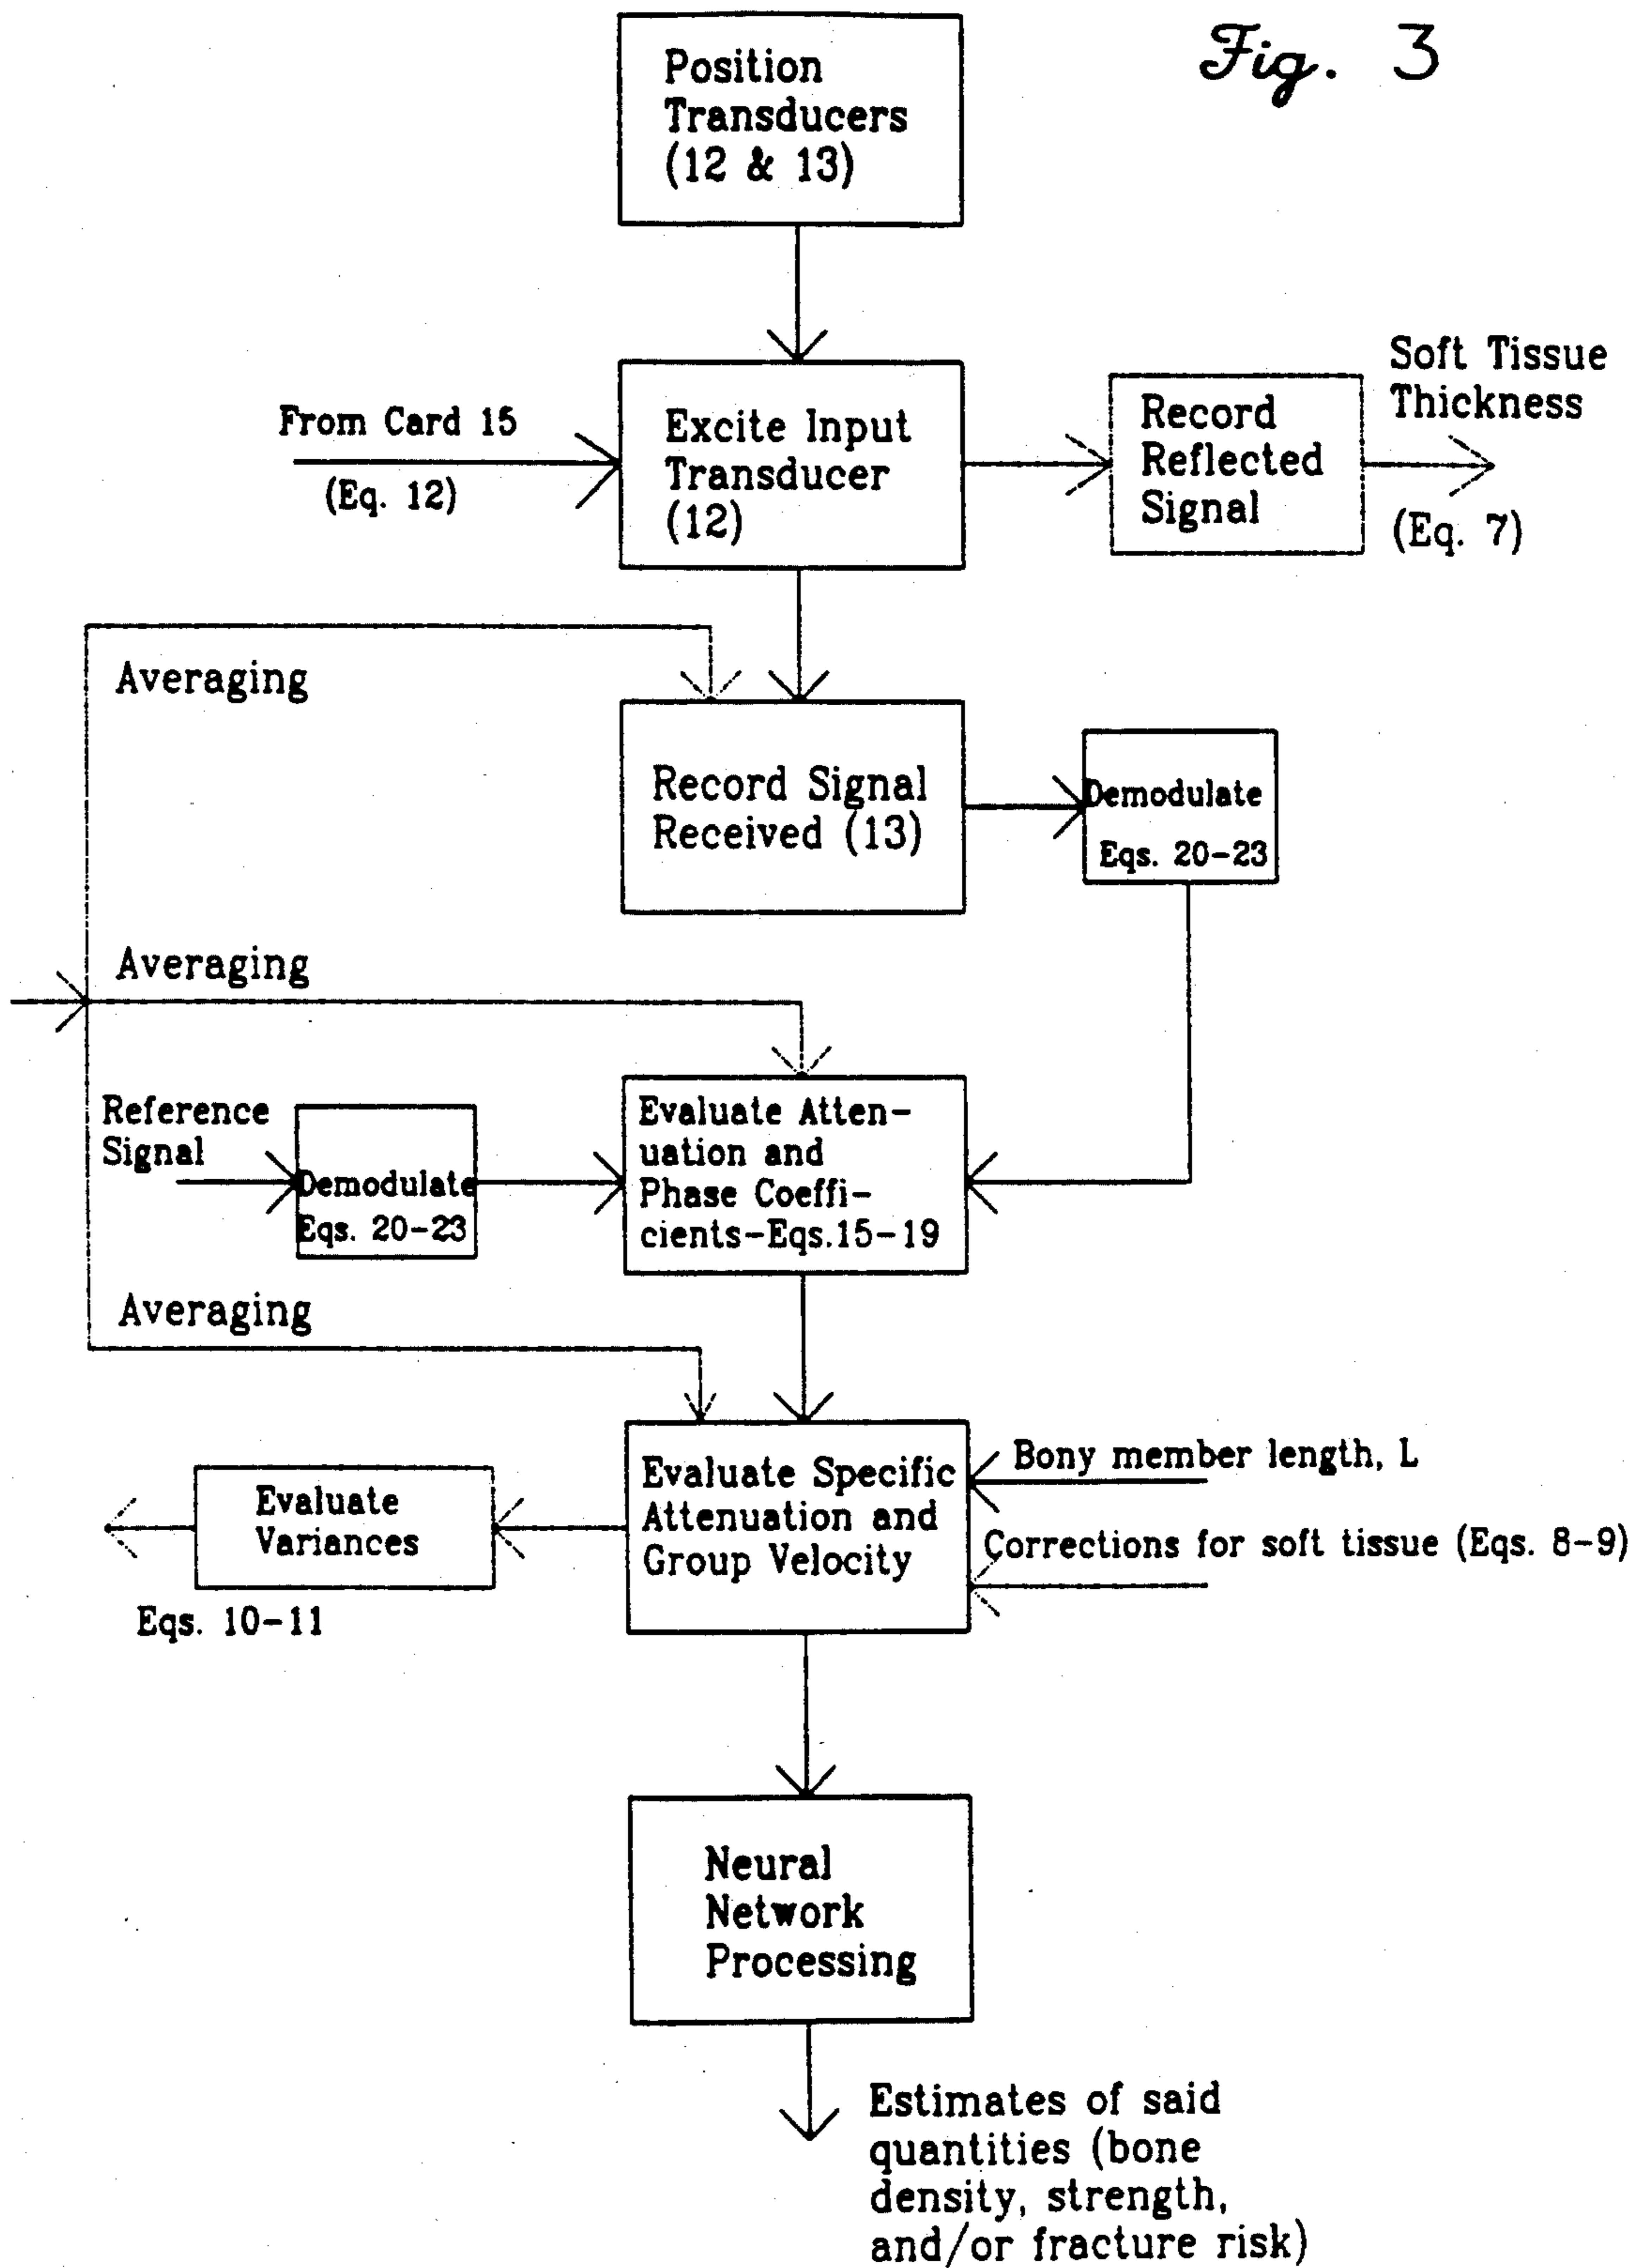 Fig. 3
Position
Transducers
(12 & 13)
From Card 15
(Eq. 12)
Excite Input
Transducer
(12)
Record
Reflected
Signal
Soft Tissue
Thickness
(Eq. 7)
Averaging
Record Signal
Received (13)
Demodulate
Eqs. 20-23
Averaging
Reference
Signal
Demodulate
Eqs. 20-23
Evaluate Atten-
uation and
Phase Coeffi-
cients-Eqs.15-19
Averaging
Evaluate
Variances
Eqs. 10-11
Evaluate Specific
Attenuation and
Group Velocity
Bony member length, L
Corrections for soft tissue (Eqs. 8-9)
Neural
Network
Processing
Estimates of said
quantities (bone
density, strength,
and/or fracture risk)